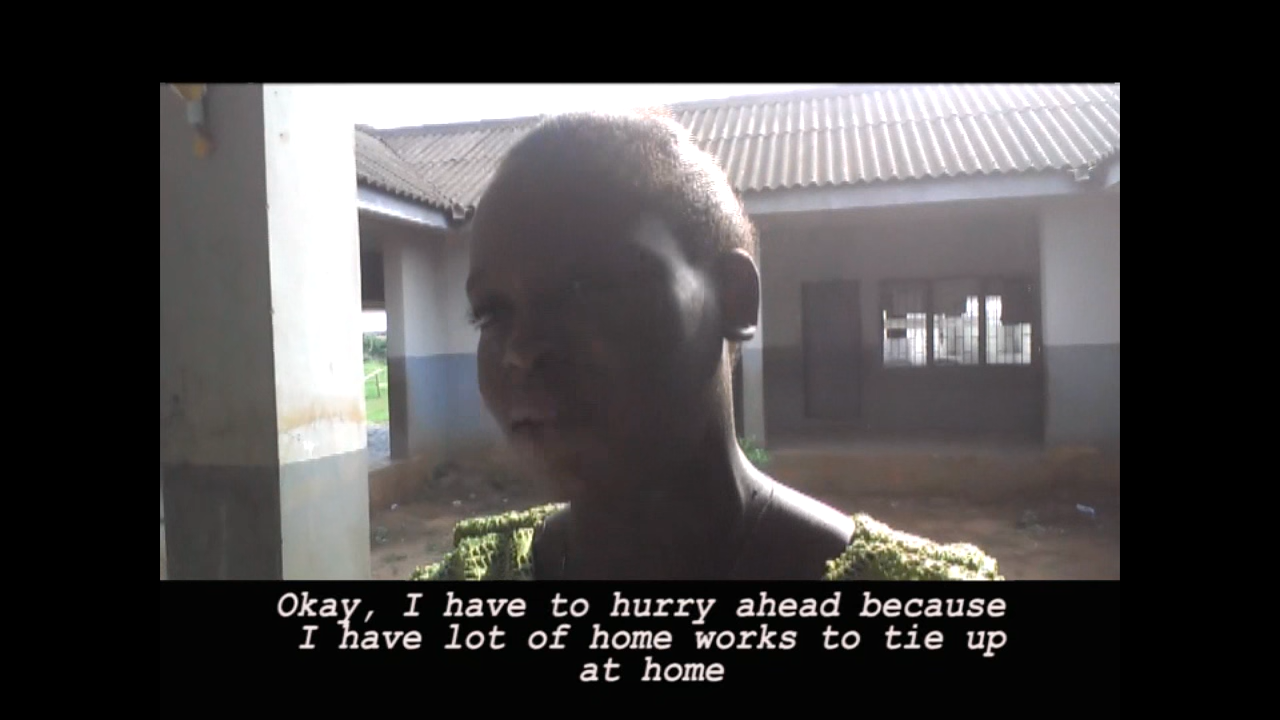 Okay, I have to hurry ahead because
I have lot of home works to tie up
at home